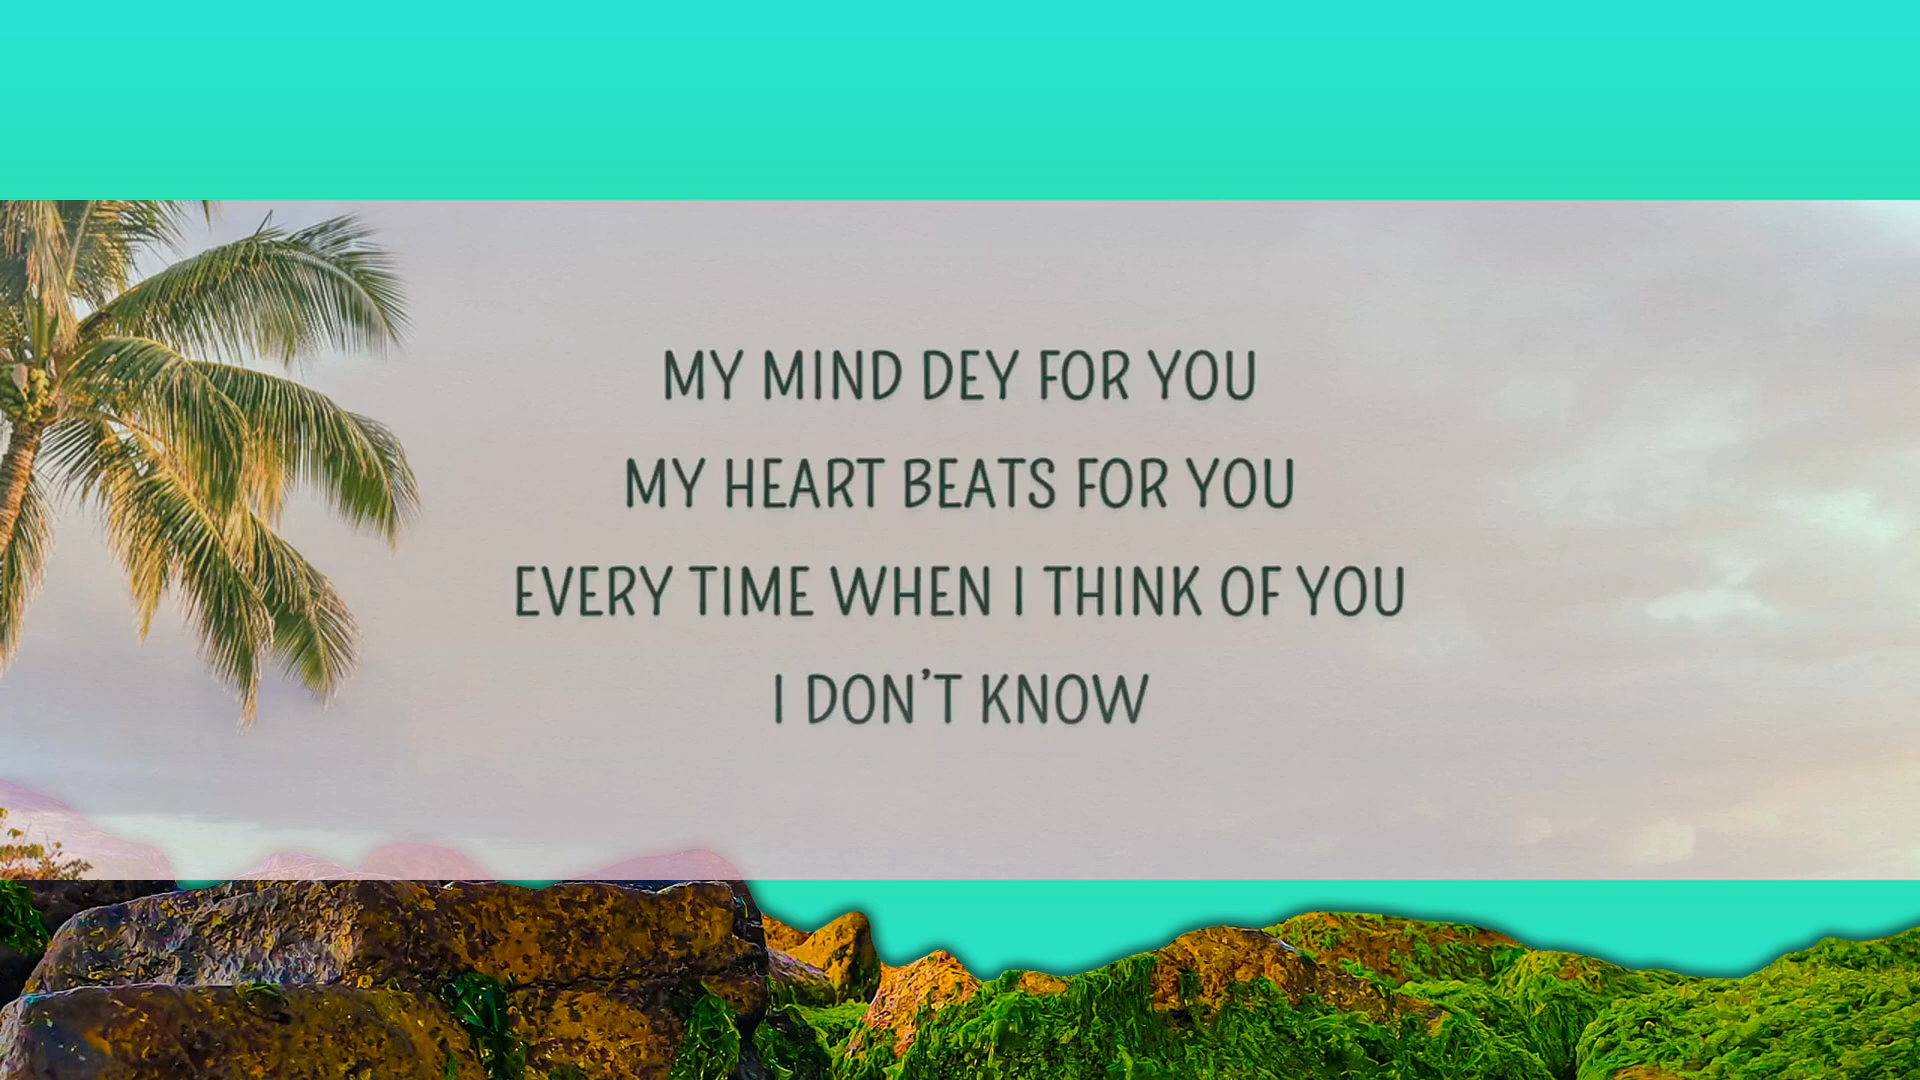 MY MIND DEY FOR YOU
MY HEART BEATS FOR YOU
EVERY TIME WHEN I THINK OF YOU
I DON'T KNOW